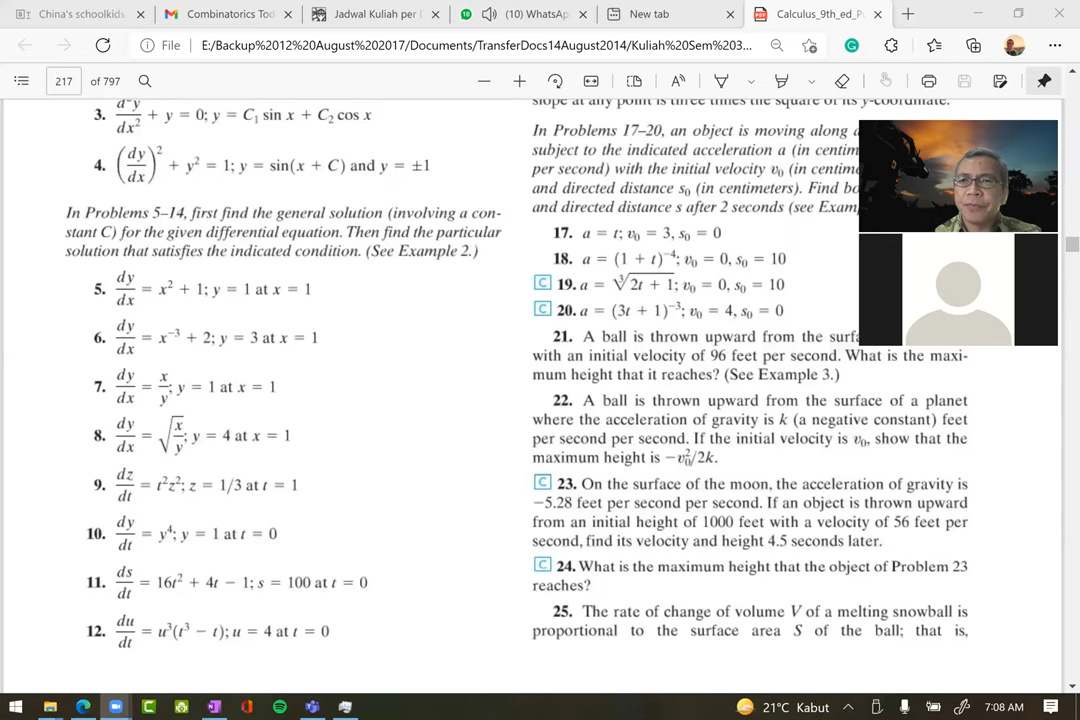 China's schoolkids
Combinatorics Tod
Jadwal Kuliah per (
(10) WhatsAp
New tab
Calculus_9th_ed_P
File
E:/Backup%2012%20August%202017/Documents/TransferDocs14August2014/Kuliah%20Sem%203...
217 of 797
3. d²y/dx² + y = 0; y = C₁ sin x + C₂ cos x
4. (dy/dx)² + y² = 1; y = sin(x + C) and y = ±1
In Problems 5–14, first find the general solution (involving a con-
stant C) for the given differential equation. Then find the particular
solution that satisfies the indicated condition. (See Example 2.)
5. dy/dx = x² + 1; y = 1 at x = 1
6. dy/dx = x⁻³ + 2; y = 3 at x = 1
7. dy/dx = x/y; y = 1 at x = 1
8. dy/dx = √(x/y); y = 4 at x = 1
9. dz/dt = t²z²; z = 1/3 at t = 1
10. dy/dt = y⁴; y = 1 at t = 0
11. ds/dt = 16t² + 4t − 1; s = 100 at t = 0
12. du/dt = u³(t³ − t); u = 4 at t = 0
slope at any point is three times the square of its y-coordinate.
In Problems 17–20, an object is moving along a
subject to the indicated acceleration a (in centim
per second) with the initial velocity v₀ (in centime
and directed distance s₀ (in centimeters). Find bo
and directed distance s after 2 seconds (see Exam
17. a = t; v₀ = 3, s₀ = 0
18. a = (1 + t)⁻⁴; v₀ = 0, s₀ = 10
C 19. a = ∛(2t + 1); v₀ = 0, s₀ = 10
C 20. a = (3t + 1)⁻³; v₀ = 4, s₀ = 0
21. A ball is thrown upward from the surfa
with an initial velocity of 96 feet per second. What is the maxi-
mum height that it reaches? (See Example 3.)
22. A ball is thrown upward from the surface of a planet
where the acceleration of gravity is k (a negative constant) feet
per second per second. If the initial velocity is v₀, show that the
maximum height is −v₀²/2k.
C 23. On the surface of the moon, the acceleration of gravity is
−5.28 feet per second per second. If an object is thrown upward
from an initial height of 1000 feet with a velocity of 56 feet per
second, find its velocity and height 4.5 seconds later.
C 24. What is the maximum height that the object of Problem 23
reaches?
25. The rate of change of volume V of a melting snowball is
proportional to the surface area S of the ball; that is,
21°C Kabut
7:08 AM